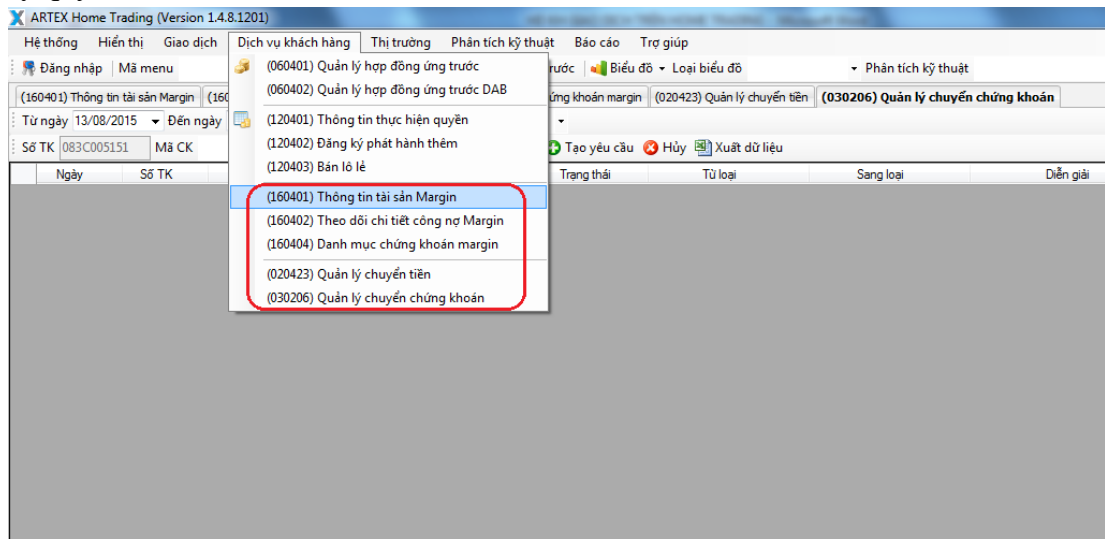 ARTEX Home Trading (Version 1.4.8.1201)
Hệ thống Hiển thị Giao dịch Dịch vụ khách hàng Thị trường Phân tích kỹ thuật Báo cáo Trợ giúp
Đăng nhập Mã menu rước Biểu đồ Loại biểu đồ Phân tích kỹ thuật
(160401) Thông tin tài sản Margin (160 ứng khoán margin (020423) Quản lý chuyển tiền (030206) Quản lý chuyển chứng khoán
Từ ngày 13/08/2015 Đến ngày
Số TK 083C005151 Mã CK Tạo yêu cầu Hủy Xuất dữ liệu
Ngày Số TK Trạng thái Từ loại Sang loại Diễn giải
(060401) Quản lý hợp đồng ứng trước
(060402) Quản lý hợp đồng ứng trước DAB
(120401) Thông tin thực hiện quyền
(120402) Đăng ký phát hành thêm
(120403) Bán lô lẻ
(160401) Thông tin tài sản Margin
(160402) Theo dõi chi tiết công nợ Margin
(160404) Danh mục chứng khoán margin
(020423) Quản lý chuyển tiền
(030206) Quản lý chuyển chứng khoán